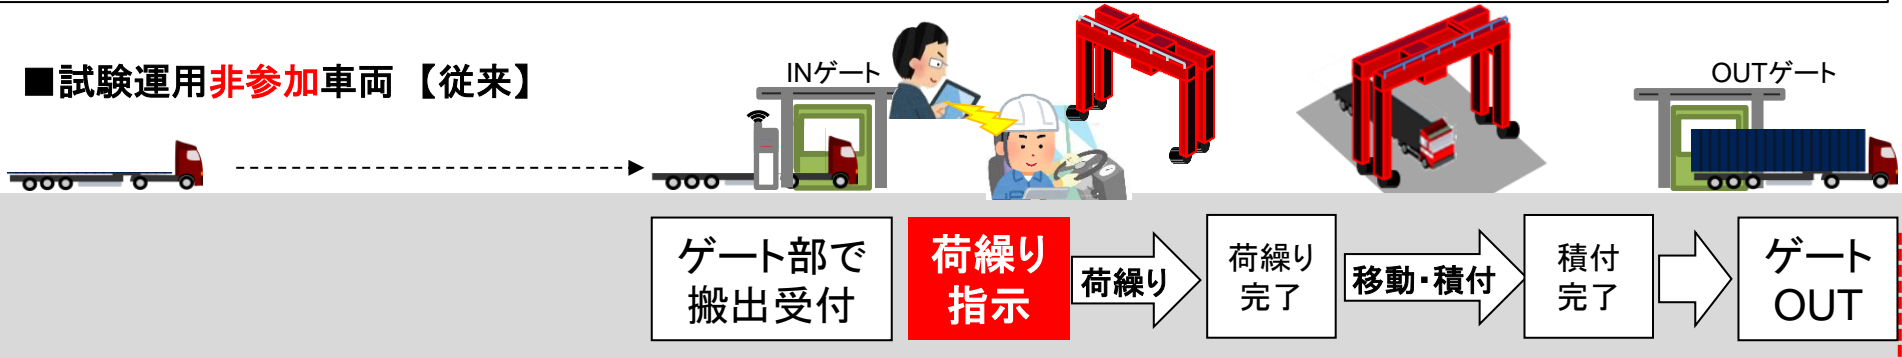 ■試験運用非参加車両 【従来】
INゲート
OUTゲート
ゲート部で
搬出受付
荷繰り
指示
荷繰り
荷繰り
完了
移動・積付
積付
完了
ゲート
OUT